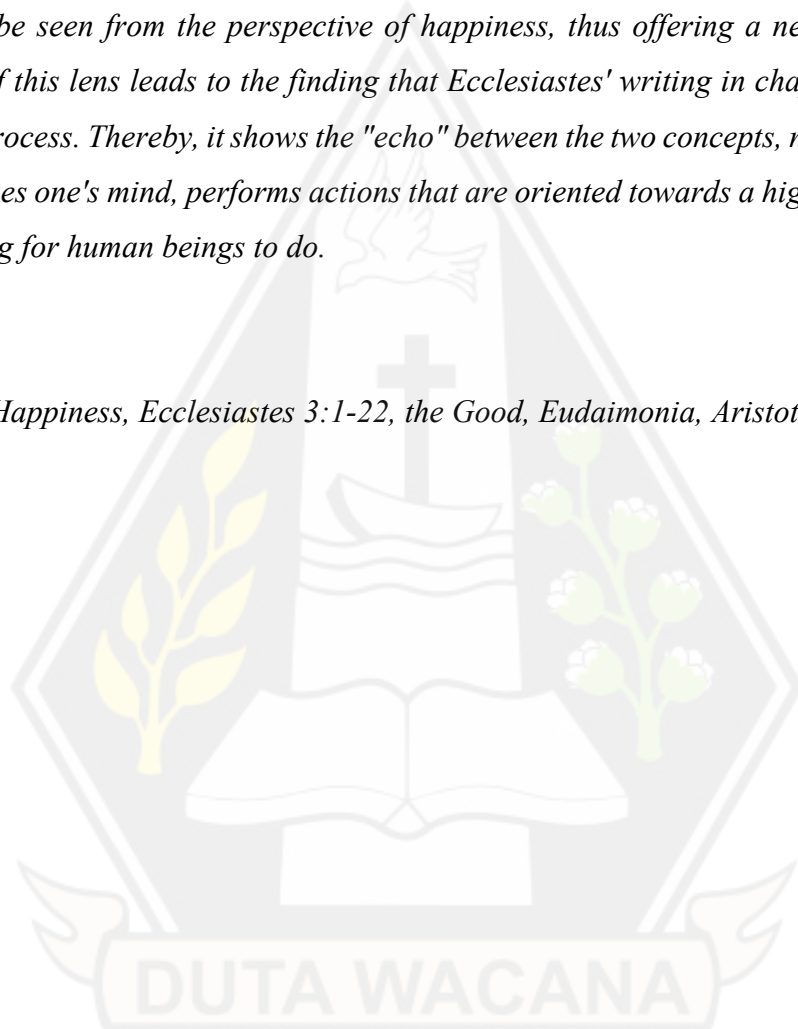 be seen from the perspective of happiness, thus offering a ne
f this lens leads to the finding that Ecclesiastes' writing in cha
rocess. Thereby, it shows the "echo" between the two concepts, r
es one's mind, performs actions that are oriented towards a hig
g for human beings to do.
Happiness, Ecclesiastes 3:1-22, the Good, Eudaimonia, Aristot
DUTA WACANA